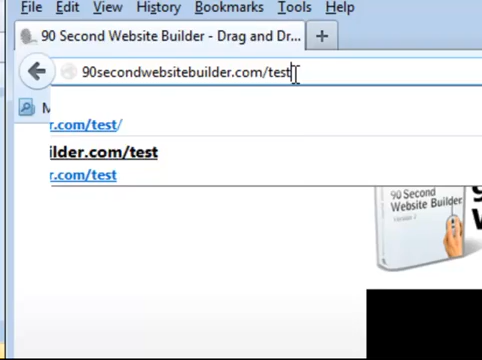 File Edit View History Bookmarks Tools Help
90 Second Website Builder - Drag and Dr...
90secondwebsitebuilder.com/test
r.com/test/
ilder.com/test
r.com/test
90 Second
Website Builder